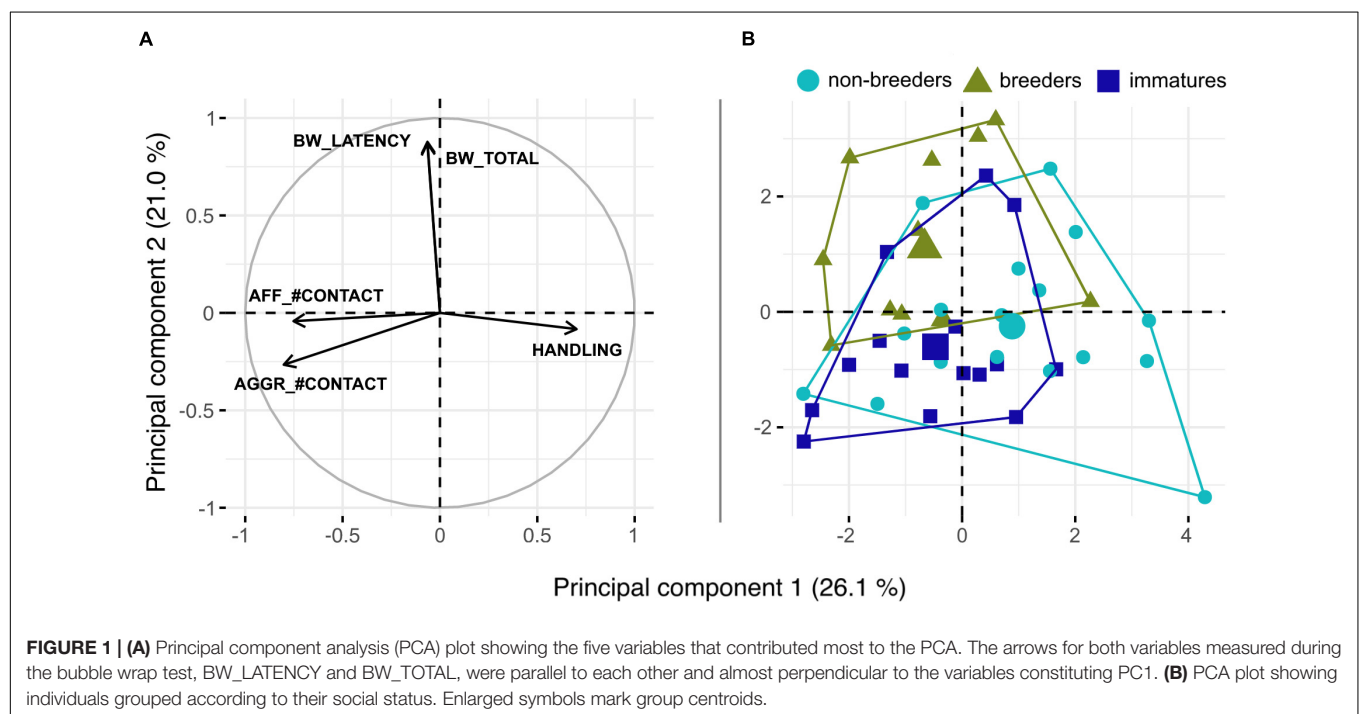 A
B
non-breeders breeders immatures
Principal component 2 (21.0 %)
1
0.5
0
-0.5
-1
BW_LATENCY
BW_TOTAL
AFF_#CONTACT
HANDLING
AGGR_#CONTACT
-1 -0.5 0 0.5 1
2
0
-2
-2 0 2 4
Principal component 1 (26.1 %)
FIGURE 1 | (A) Principal component analysis (PCA) plot showing the five variables that contributed most to the PCA. The arrows for both variables measured during
the bubble wrap test, BW_LATENCY and BW_TOTAL, were parallel to each other and almost perpendicular to the variables constituting PC1. (B) PCA plot showing
individuals grouped according to their social status. Enlarged symbols mark group centroids.